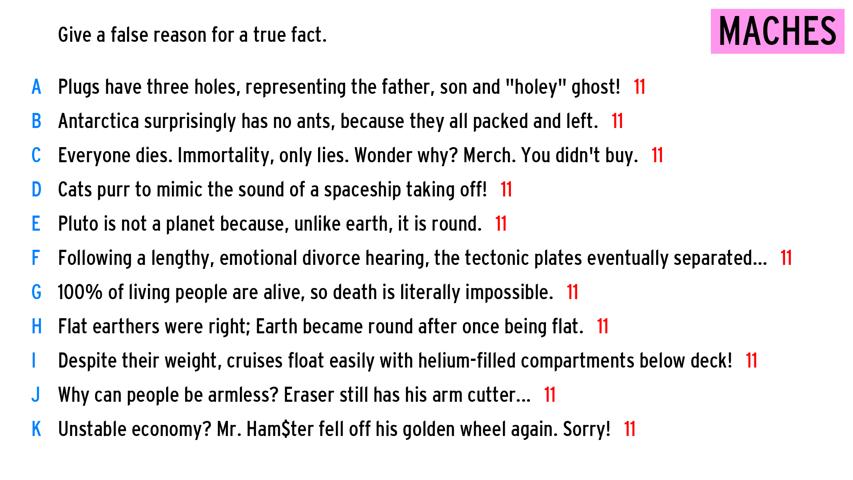 Give a false reason for a true fact.
MACHES
A Plugs have three holes, representing the father, son and "holey" ghost! 11
B Antarctica surprisingly has no ants, because they all packed and left. 11
C Everyone dies. Immortality, only lies. Wonder why? Merch. You didn't buy. 11
D Cats purr to mimic the sound of a spaceship taking off! 11
E Pluto is not a planet because, unlike earth, it is round. 11
F Following a lengthy, emotional divorce hearing, the tectonic plates eventually separated... 11
G 100% of living people are alive, so death is literally impossible. 11
H Flat earthers were right; Earth became round after once being flat. 11
I Despite their weight, cruises float easily with helium-filled compartments below deck! 11
J Why can people be armless? Eraser still has his arm cutter... 11
K Unstable economy? Mr. Ham$ter fell off his golden wheel again. Sorry! 11